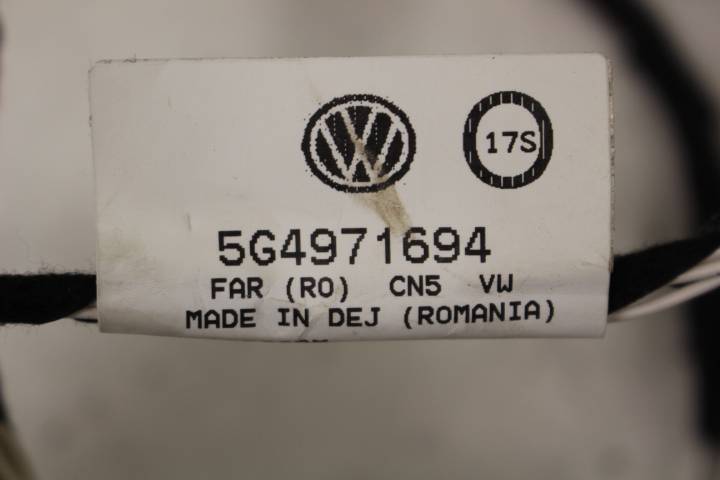 17S
5G4971694
FAR (RO) CN5 VW
MADE IN DEJ (ROMANIA)